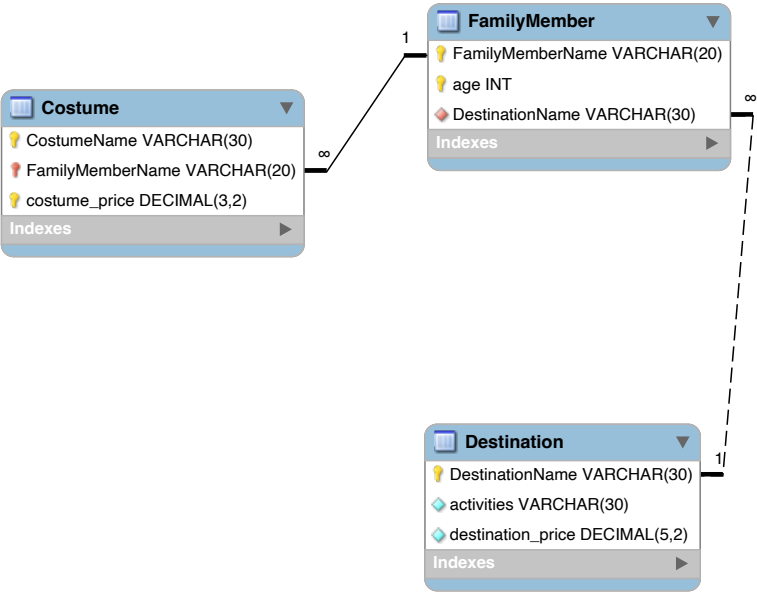 FamilyMember
FamilyMemberName VARCHAR(20)
age INT
DestinationName VARCHAR(30)
Indexes
1
∞
Costume
CostumeName VARCHAR(30)
FamilyMemberName VARCHAR(20)
costume_price DECIMAL(3,2)
Indexes
∞
Destination
DestinationName VARCHAR(30)
activities VARCHAR(30)
destination_price DECIMAL(5,2)
Indexes
1